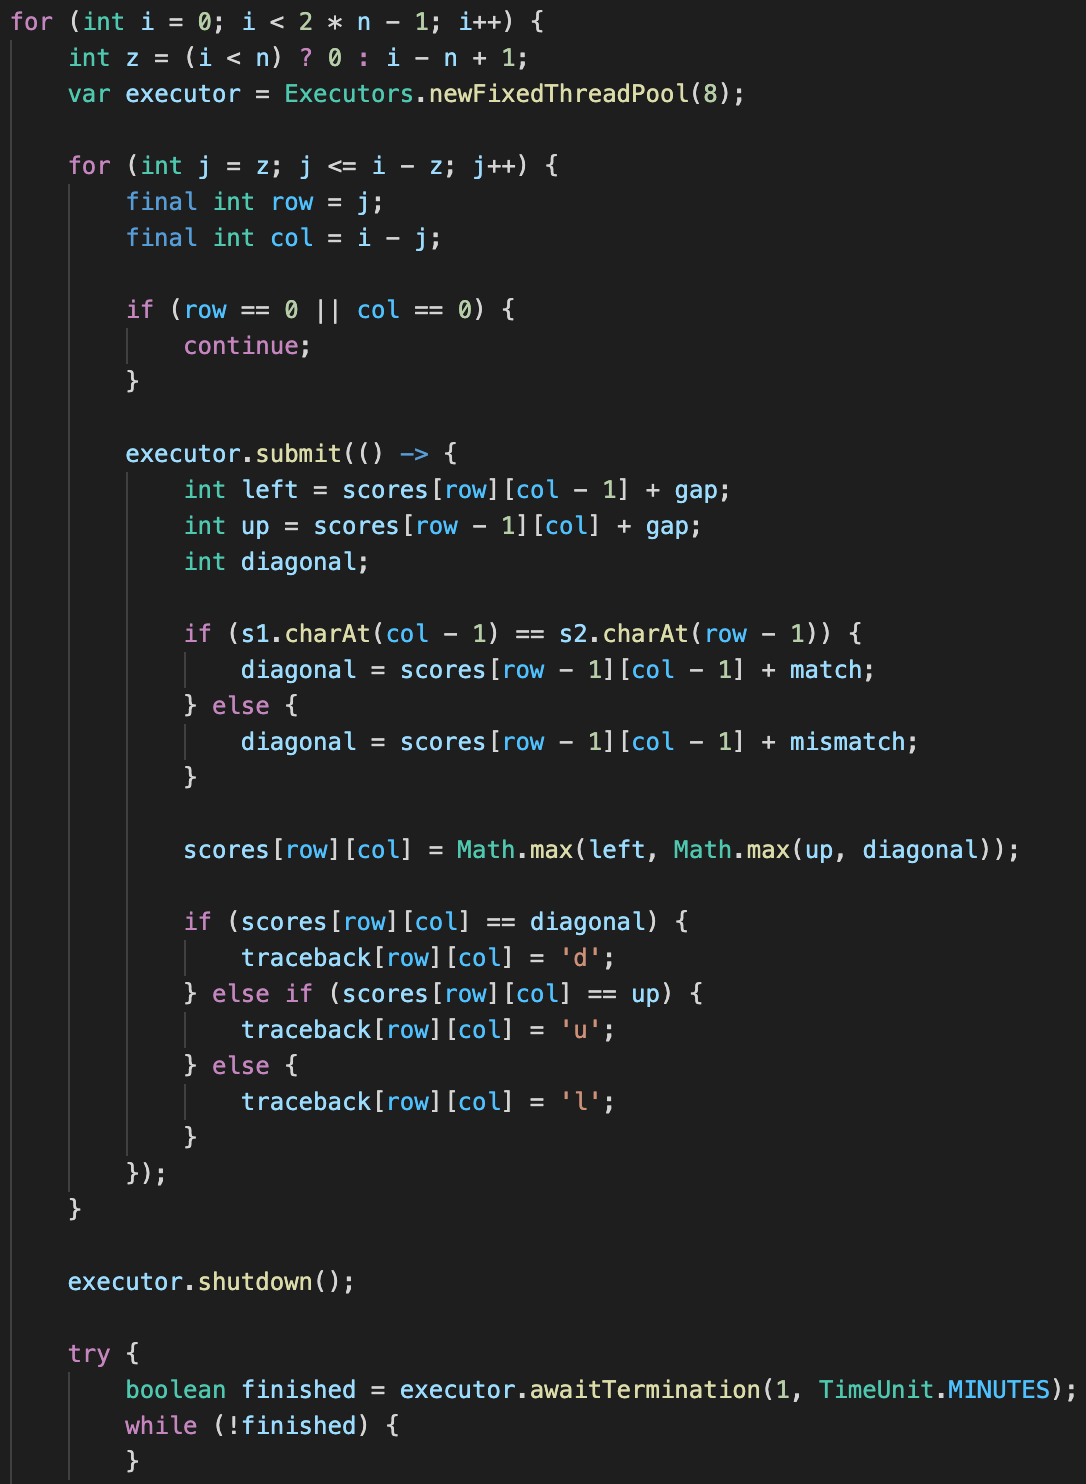 for (int i = 0; i < 2 * n - 1; i++) {
    int z = (i < n) ? 0 : i - n + 1;
    var executor = Executors.newFixedThreadPool(8);

    for (int j = z; j <= i - z; j++) {
        final int row = j;
        final int col = i - j;

        if (row == 0 || col == 0) {
            continue;
        }

        executor.submit(() -> {
            int left = scores[row][col - 1] + gap;
            int up = scores[row - 1][col] + gap;
            int diagonal;

            if (s1.charAt(col - 1) == s2.charAt(row - 1)) {
                diagonal = scores[row - 1][col - 1] + match;
            } else {
                diagonal = scores[row - 1][col - 1] + mismatch;
            }

            scores[row][col] = Math.max(left, Math.max(up, diagonal));

            if (scores[row][col] == diagonal) {
                traceback[row][col] = 'd';
            } else if (scores[row][col] == up) {
                traceback[row][col] = 'u';
            } else {
                traceback[row][col] = 'l';
            }
        });
    }

    executor.shutdown();

    try {
        boolean finished = executor.awaitTermination(1, TimeUnit.MINUTES);
        while (!finished) {
        }